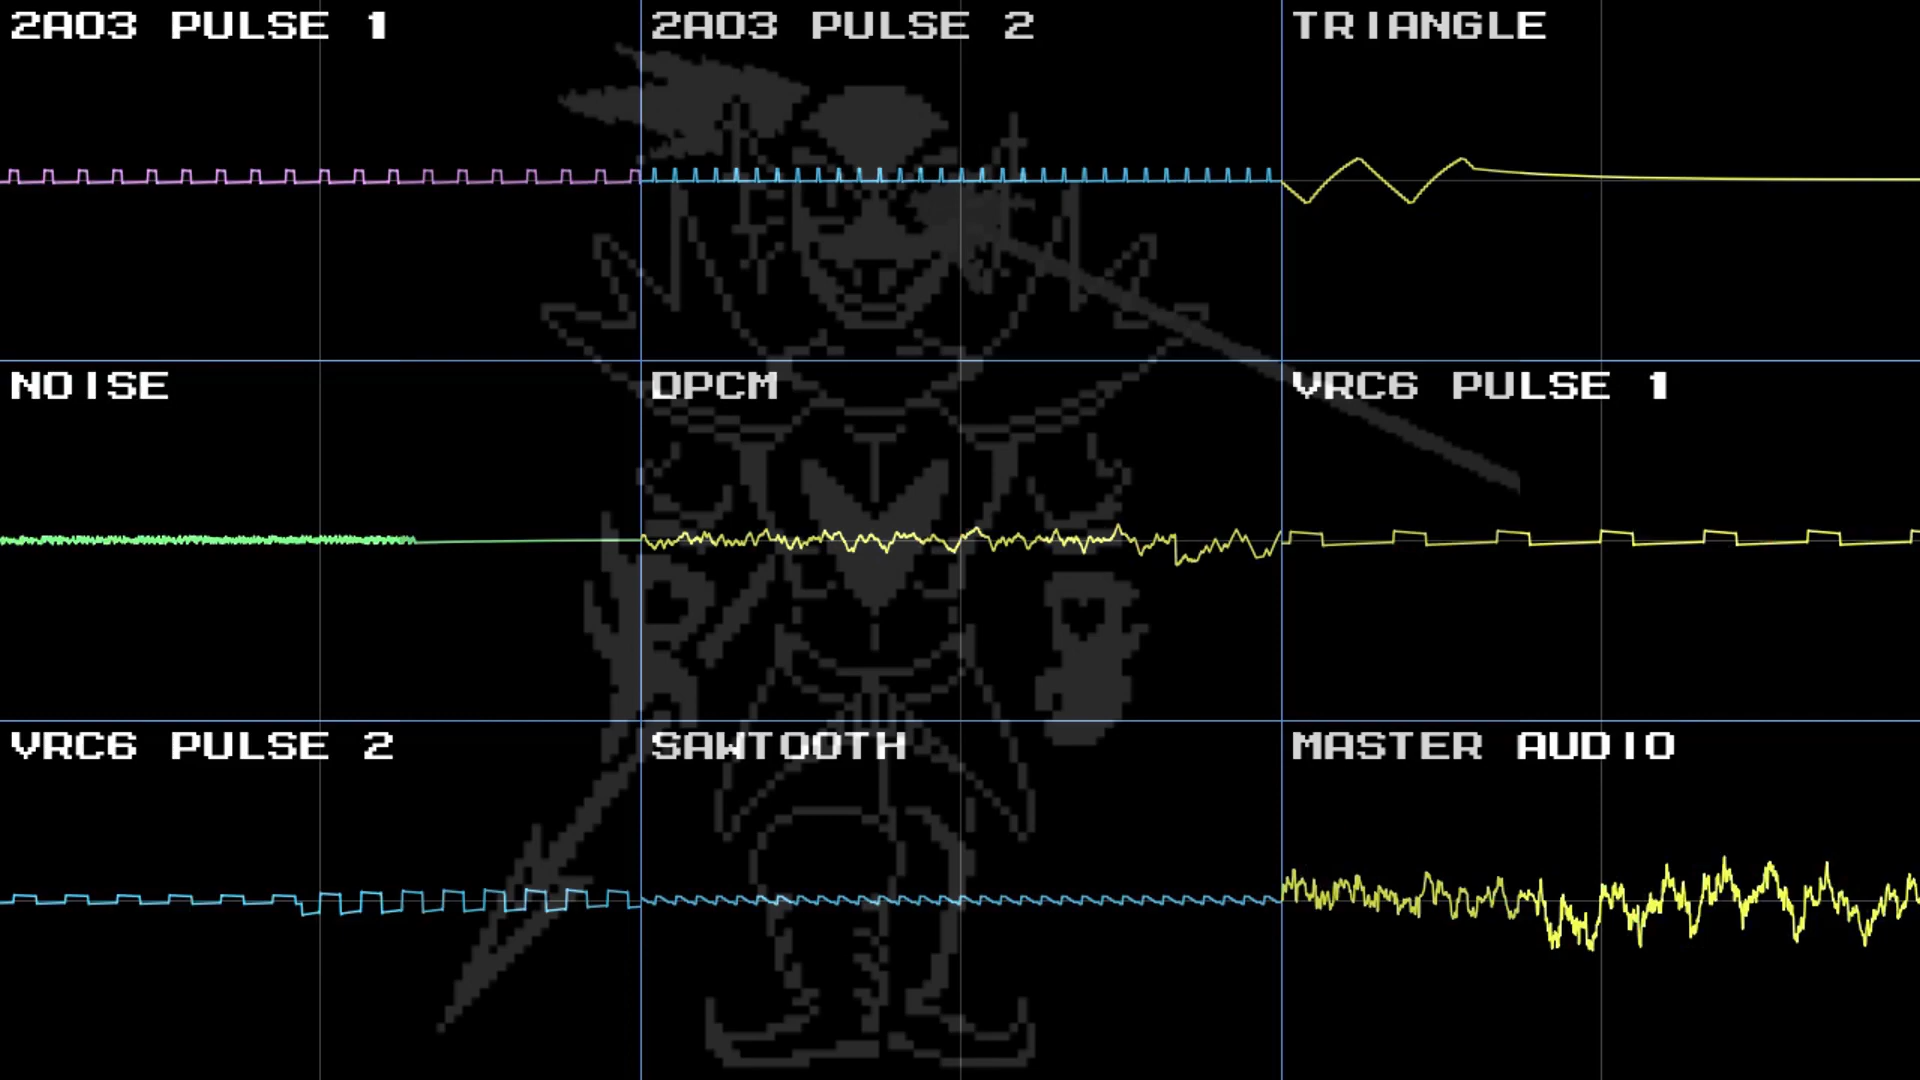 2A03 PULSE 1
2A03 PULSE 2
TRIANGLE
NOISE
DPCM
VRC6 PULSE 1
VRC6 PULSE 2
SAWTOOTH
MASTER AUDIO